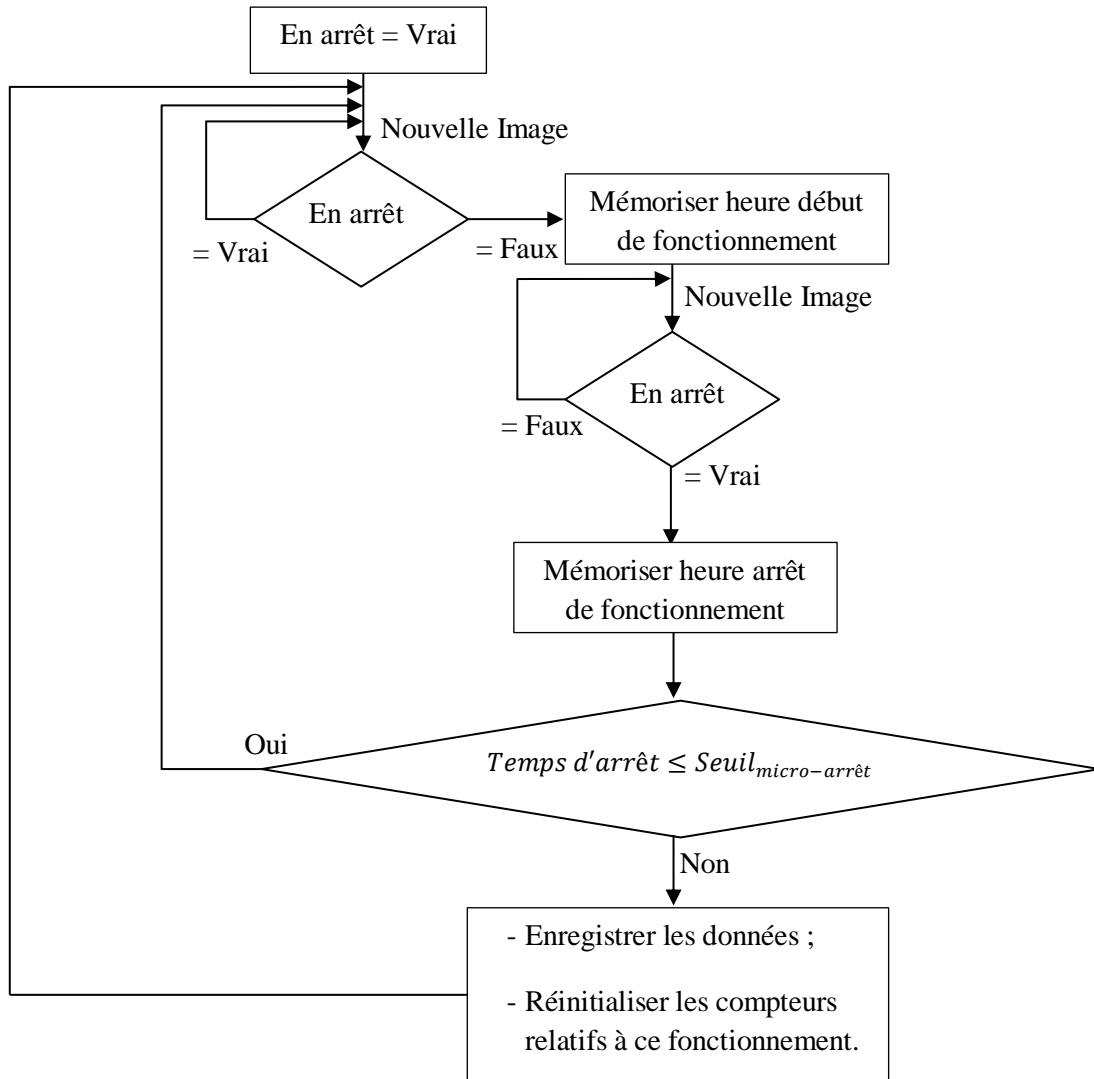 En arrêt = Vrai
Nouvelle Image
En arrêt
= Vrai
= Faux
Mémoriser heure début
de fonctionnement
Nouvelle Image
En arrêt
= Faux
= Vrai
Mémoriser heure arrêt
de fonctionnement
Oui
Temps d'arrêt ≤ Seuil micro−arrêt
Non
- Enregistrer les données ;
- Réinitialiser les compteurs
relatifs à ce fonctionnement.